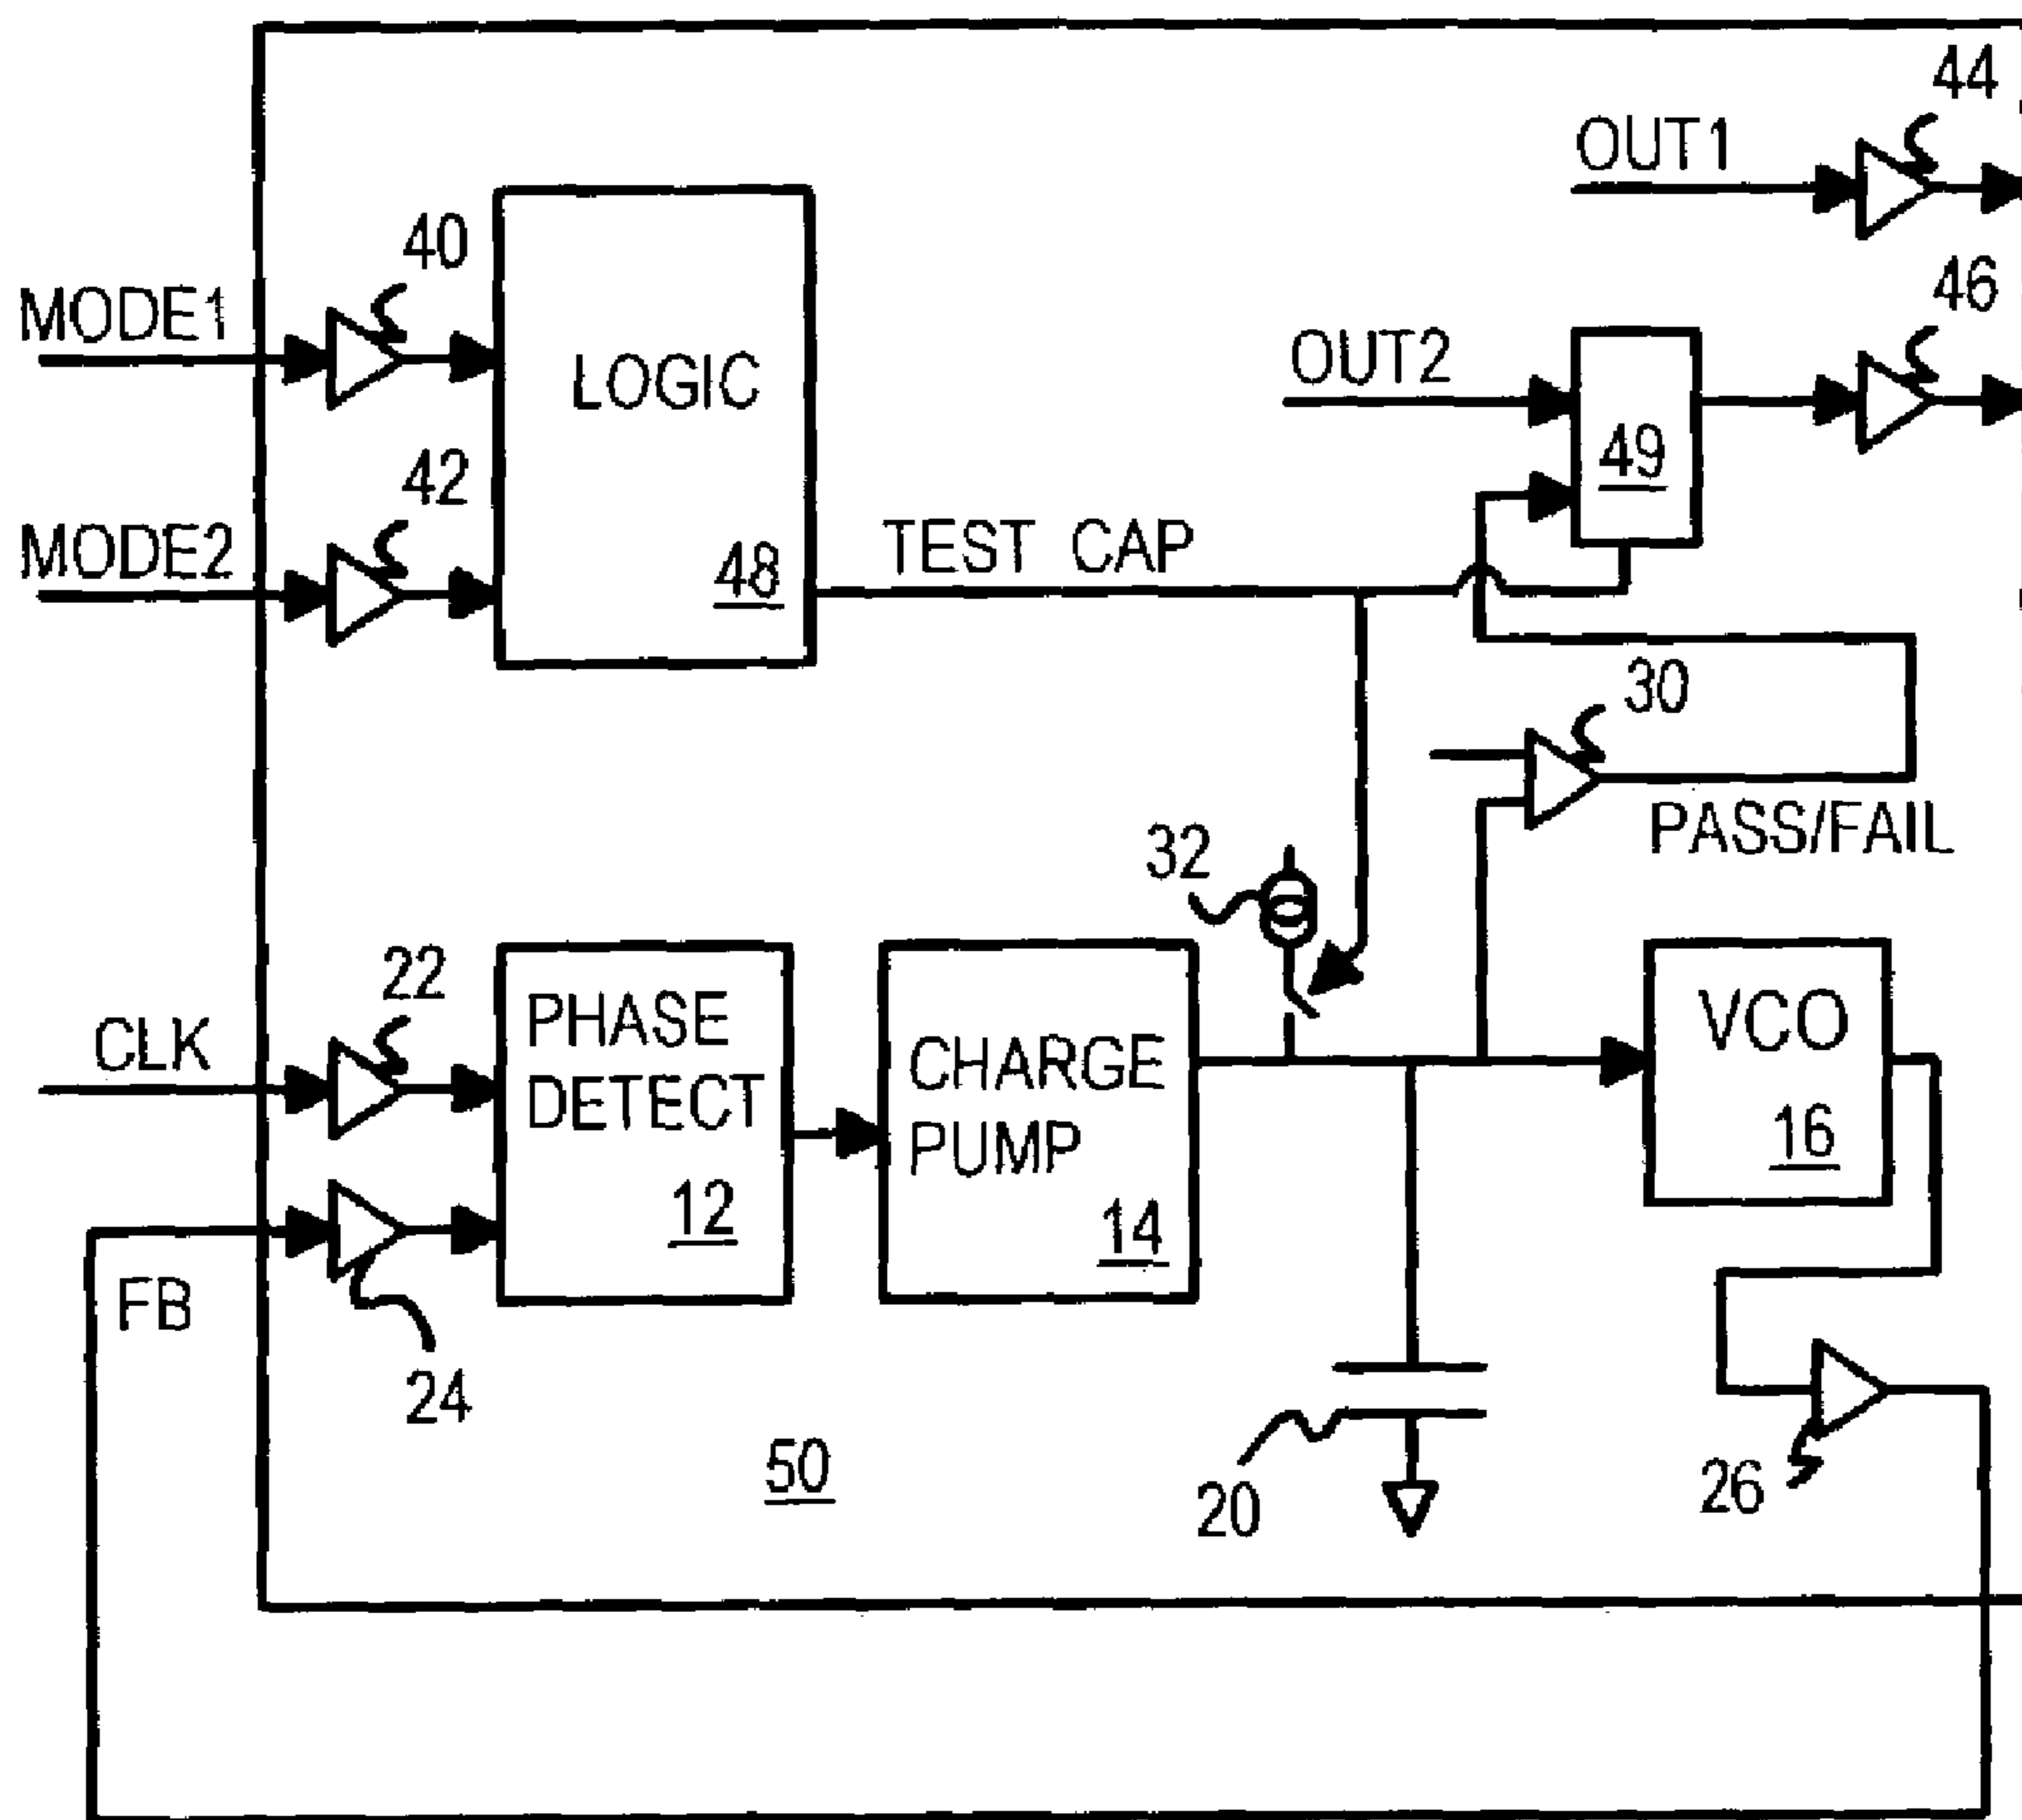 44
OUT1
40
46
MODE1
LOGIC
OUT2
49
42
MODE2
48
TEST CAP
30
PASS/FAIL
32
22
CLK
PHASE
DETECT
12
CHARGE
PUMP
14
VCO
16
FB
24
50
20
26